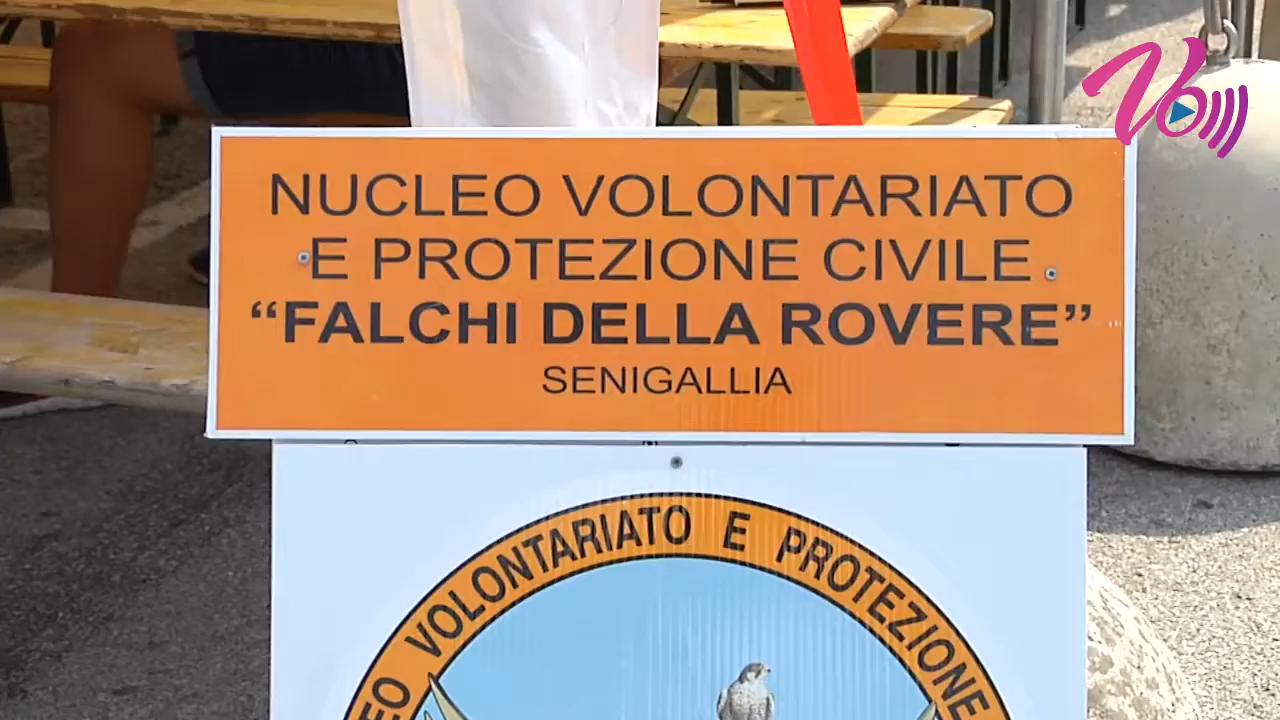 NUCLEO VOLONTARIATO
E PROTEZIONE CIVILE
“FALCHI DELLA ROVERE”
SENIGALLIA
VOLONTARIATO E PROTEZIONE